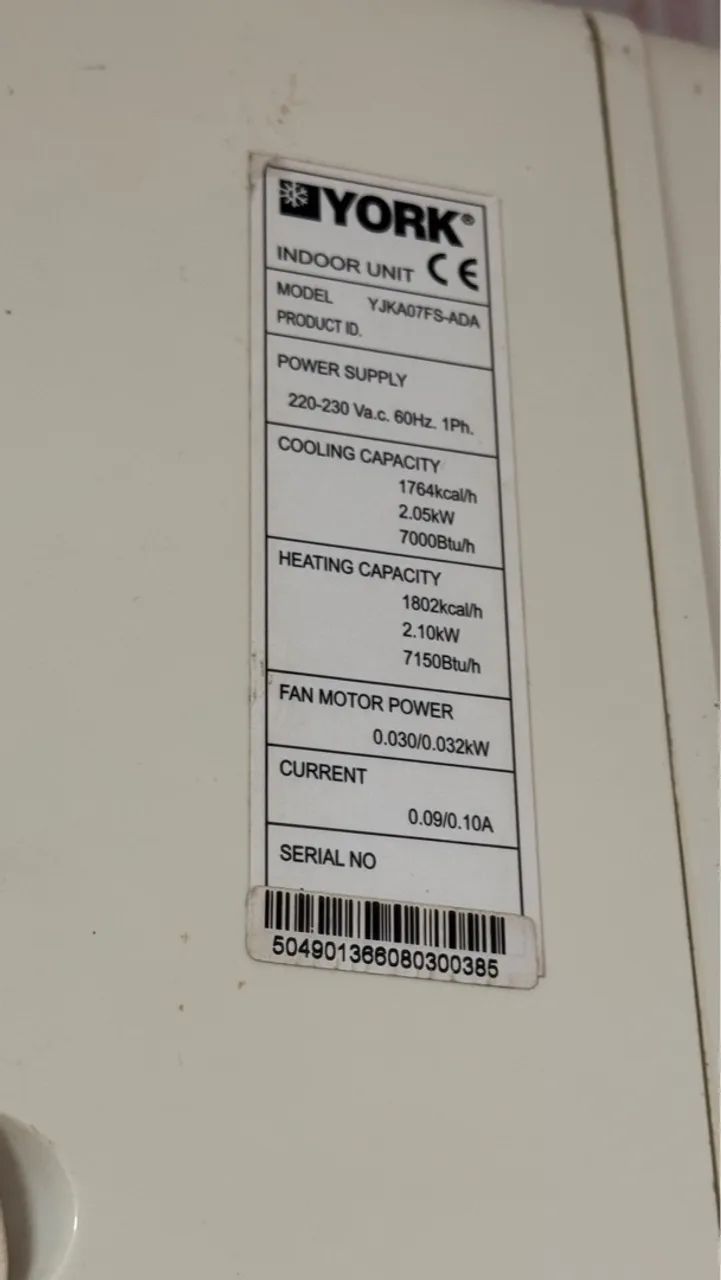 YORK®
INDOOR UNIT CE
MODEL YJKA07FS-ADA
PRODUCT ID.
POWER SUPPLY
220-230 Va.c. 60Hz. 1Ph.
COOLING CAPACITY
1764kcal/h
2.05kW
7000Btu/h
HEATING CAPACITY
1802kcal/h
2.10kW
7150Btu/h
FAN MOTOR POWER
0.030/0.032kW
CURRENT
0.09/0.10A
SERIAL NO
504901366080300385